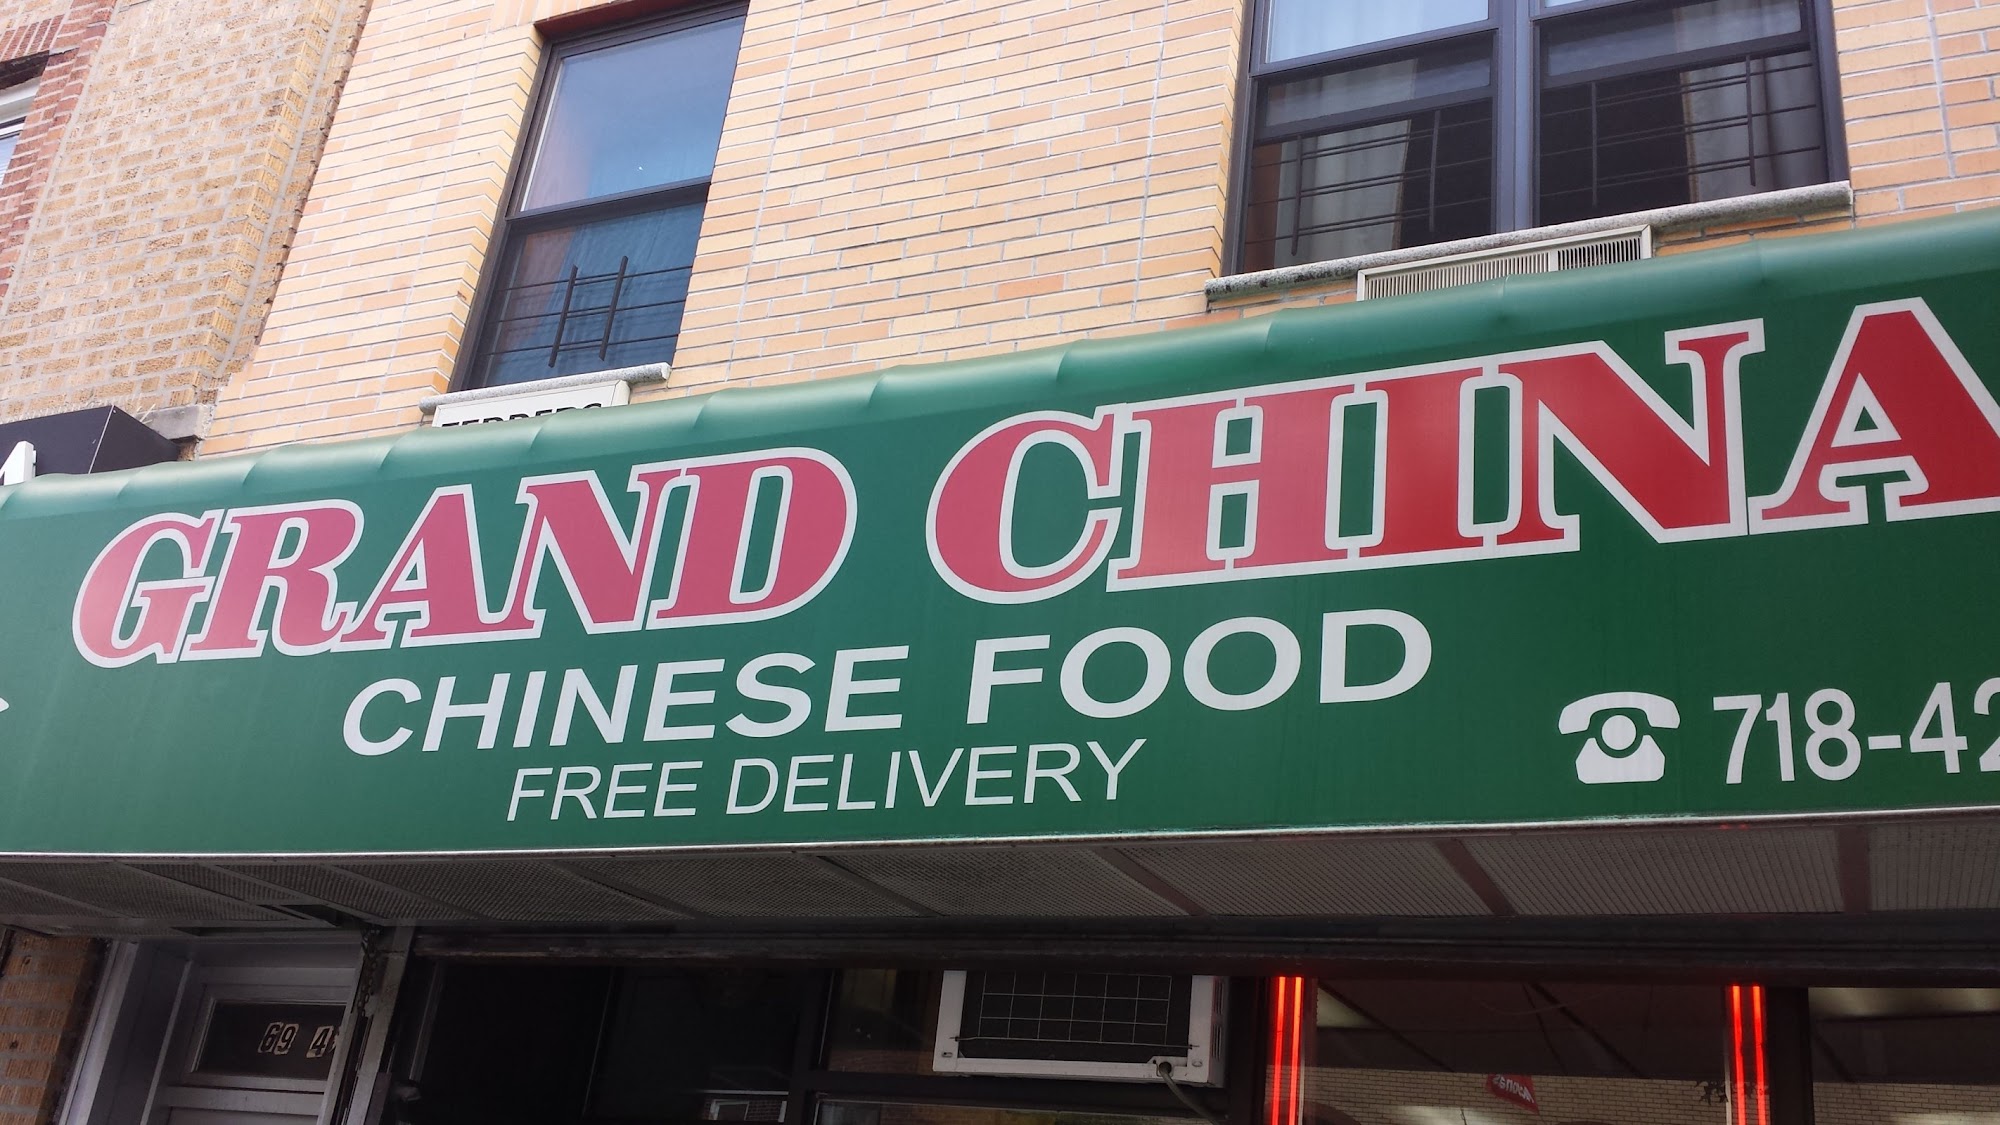 GRAND CHINA
CHINESE FOOD
FREE DELIVERY
718-42
69 4